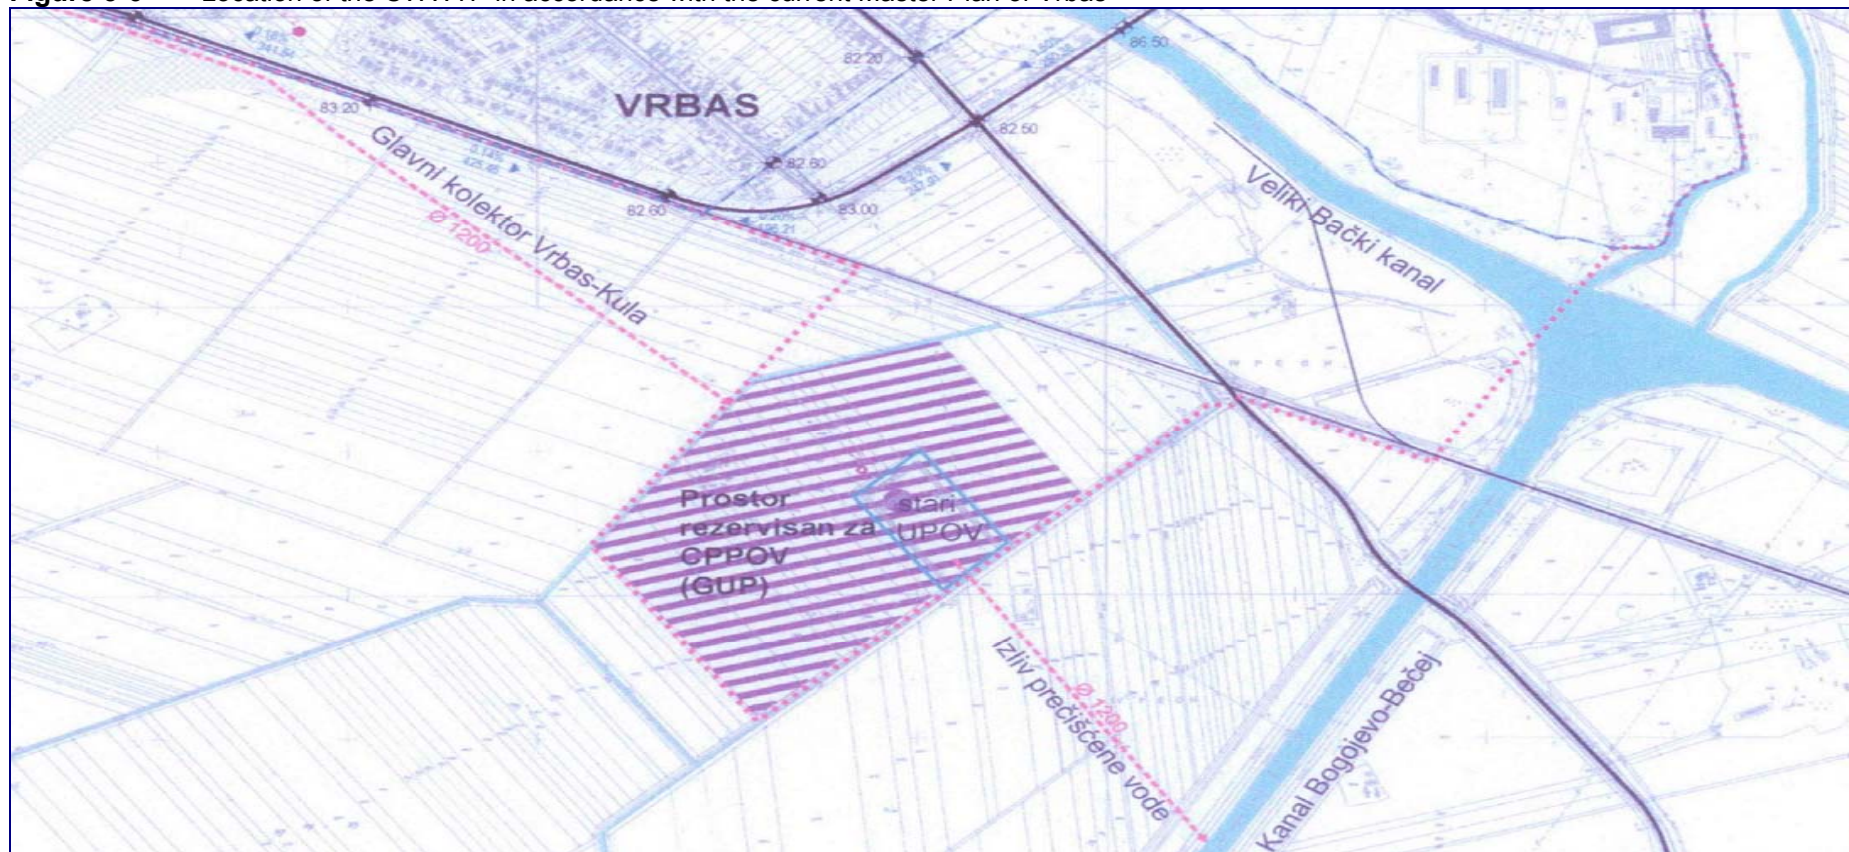 VRBAS
82.20
86.50
83.20
82.50
82.60
82.60
83.00
Glavni kolektor Vrbas-Kula
Ø 1200
Veliki Bački kanal
Prostor
rezervisan za
CPPOV
(GUP)
stari
UPOV
Izliv prečišćene vode
Ø 1200
Kanal Bogojevo-Bečej